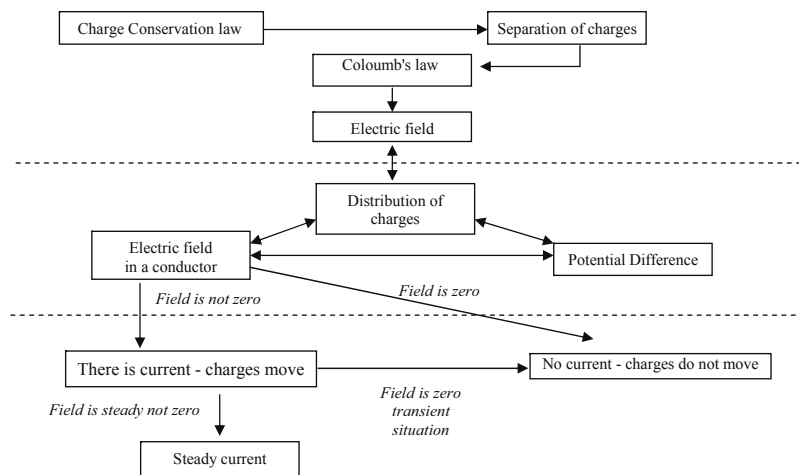 Charge Conservation law
Separation of charges
Coloumb's law
Electric field
Distribution of
charges
Electric field
in a conductor
Potential Difference
Field is not zero
Field is zero
There is current - charges move
No current - charges do not move
Field is steady not zero
Field is zero
transient
situation
Steady current